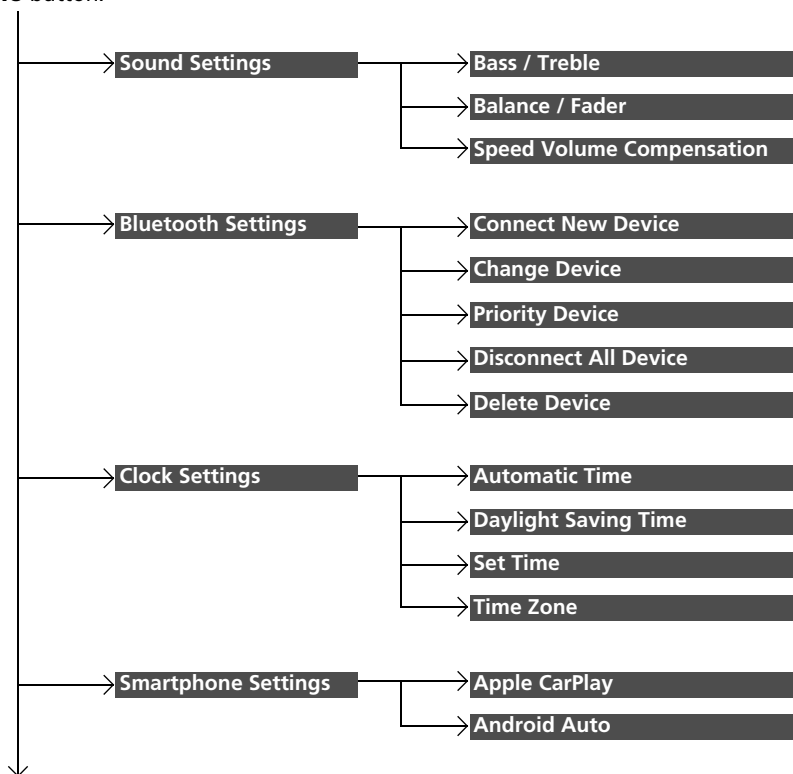 button.
Sound Settings
Bass / Treble
Balance / Fader
Speed Volume Compensation
Bluetooth Settings
Connect New Device
Change Device
Priority Device
Disconnect All Device
Delete Device
Clock Settings
Automatic Time
Daylight Saving Time
Set Time
Time Zone
Smartphone Settings
Apple CarPlay
Android Auto